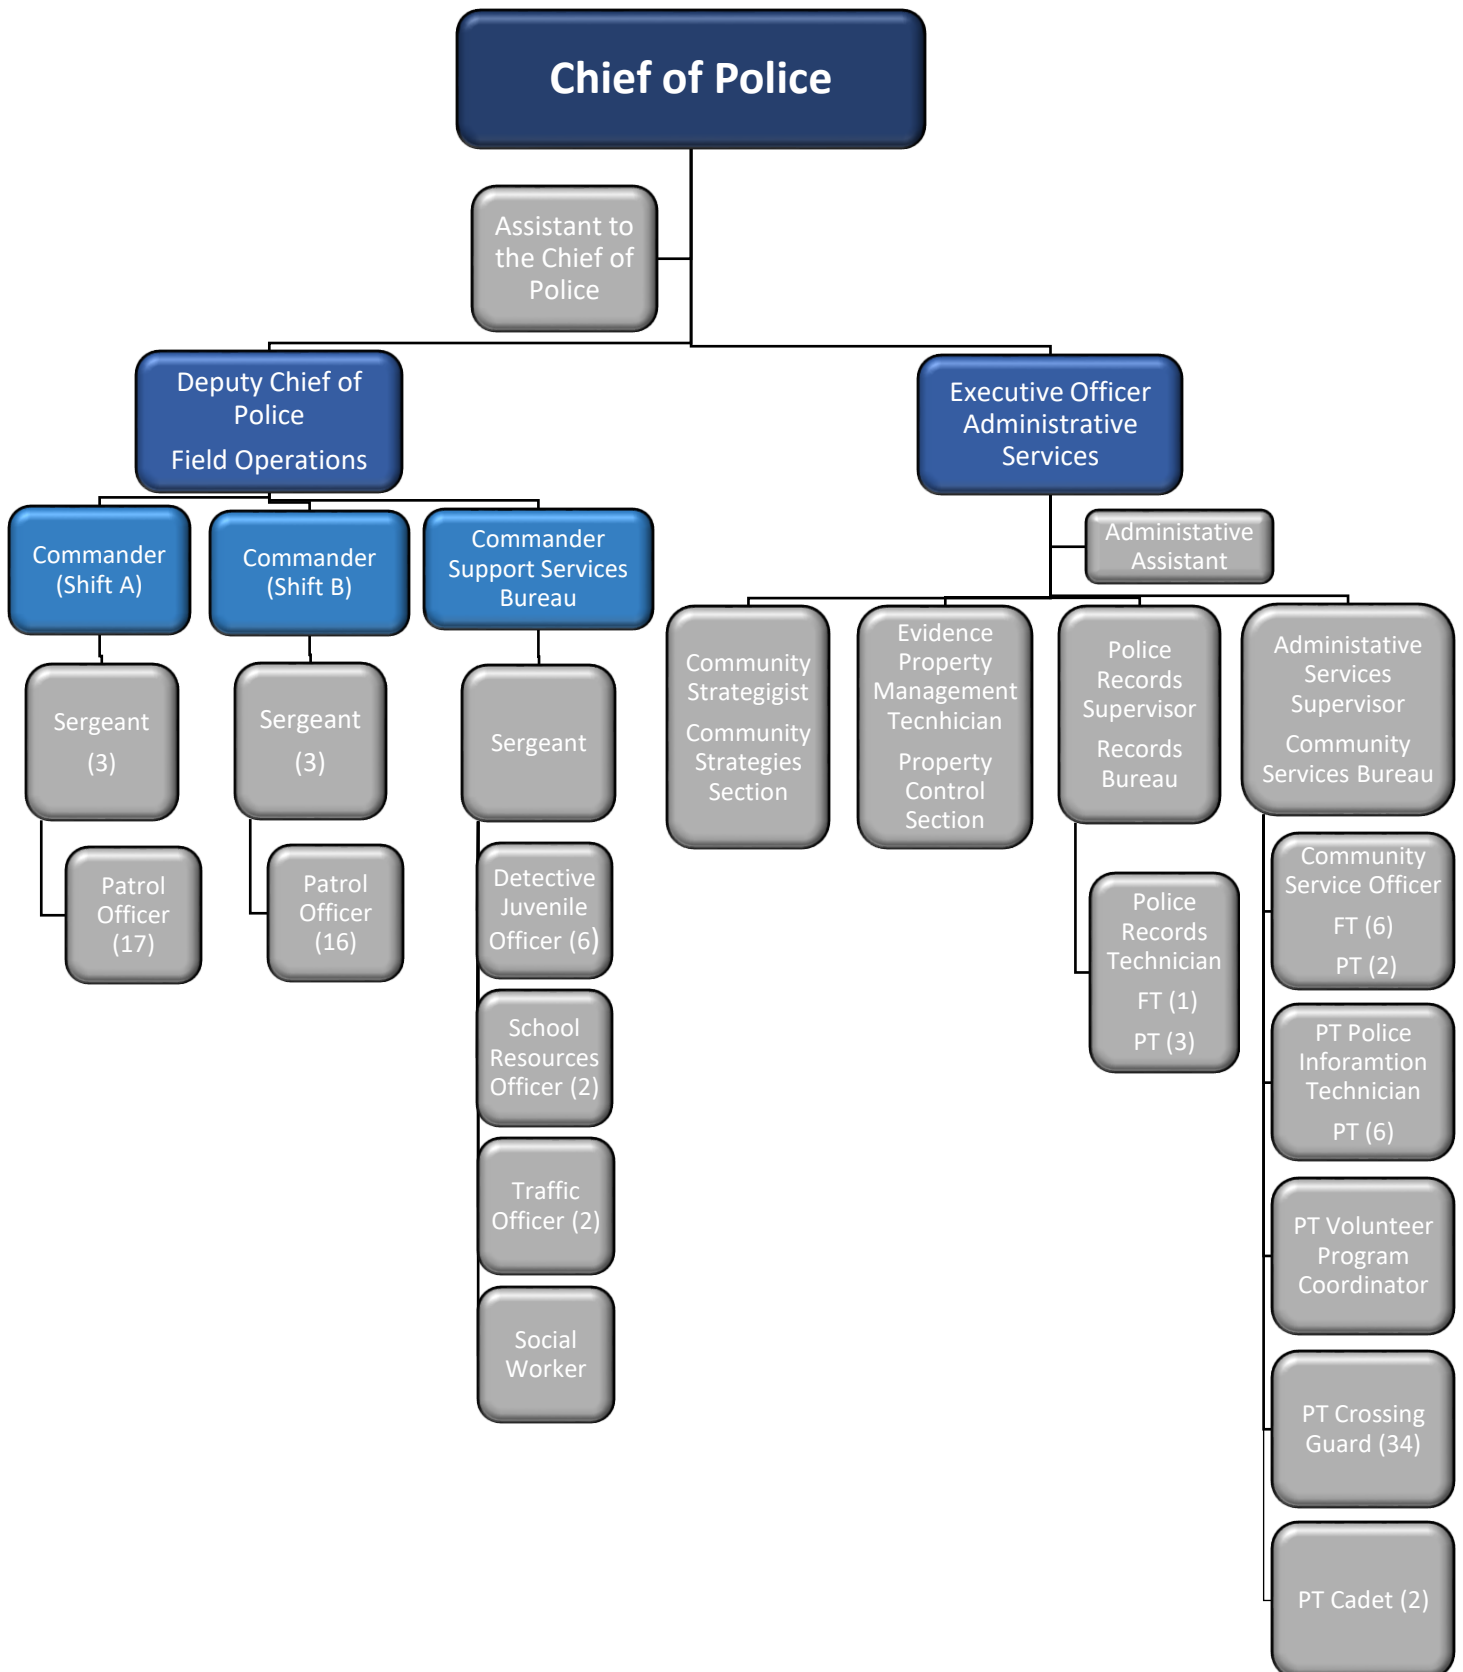 Chief of Police
Assistant to
the Chief of
Police
Deputy Chief of
Police
Field Operations
Executive Officer
Administrative
Services
Commander
(Shift A)
Commander
(Shift B)
Commander
Support Services
Bureau
Administative
Assistant
Sergeant
(3)
Sergeant
(3)
Sergeant
Community
Strategigist
Community
Strategies
Section
Evidence
Property
Management
Tecnhician
Property
Control
Section
Police
Records
Supervisor
Records
Bureau
Administative
Services
Supervisor
Community
Services Bureau
Patrol
Officer
(17)
Patrol
Officer
(16)
Detective
Juvenile
Officer (6)
School
Resources
Officer (2)
Traffic
Officer (2)
Social
Worker
Police
Records
Technician
FT (1)
PT (3)
Community
Service Officer
FT (6)
PT (2)
PT Police
Inforamtion
Technician
PT (6)
PT Volunteer
Program
Coordinator
PT Crossing
Guard (34)
PT Cadet (2)